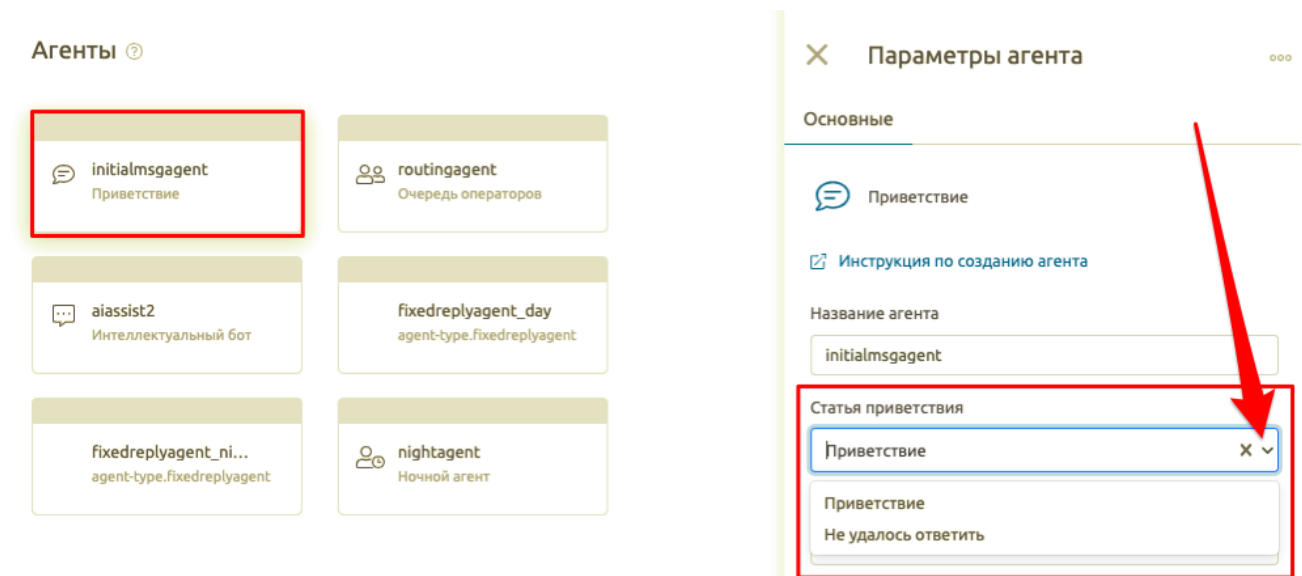 Агенты
initialmsgagent
Приветствие
routingagent
Очередь операторов
aiassist2
Интеллектуальный бот
fixedreplyagent_day
agent-type.fixedreplyagent
fixedreplyagent_ni...
agent-type.fixedreplyagent
nightagent
Ночной агент
Параметры агента
Основные
Приветствие
Инструкция по созданию агента
Название агента
initialmsgagent
Статья приветствия
Приветствие
Приветствие
Не удалось ответить